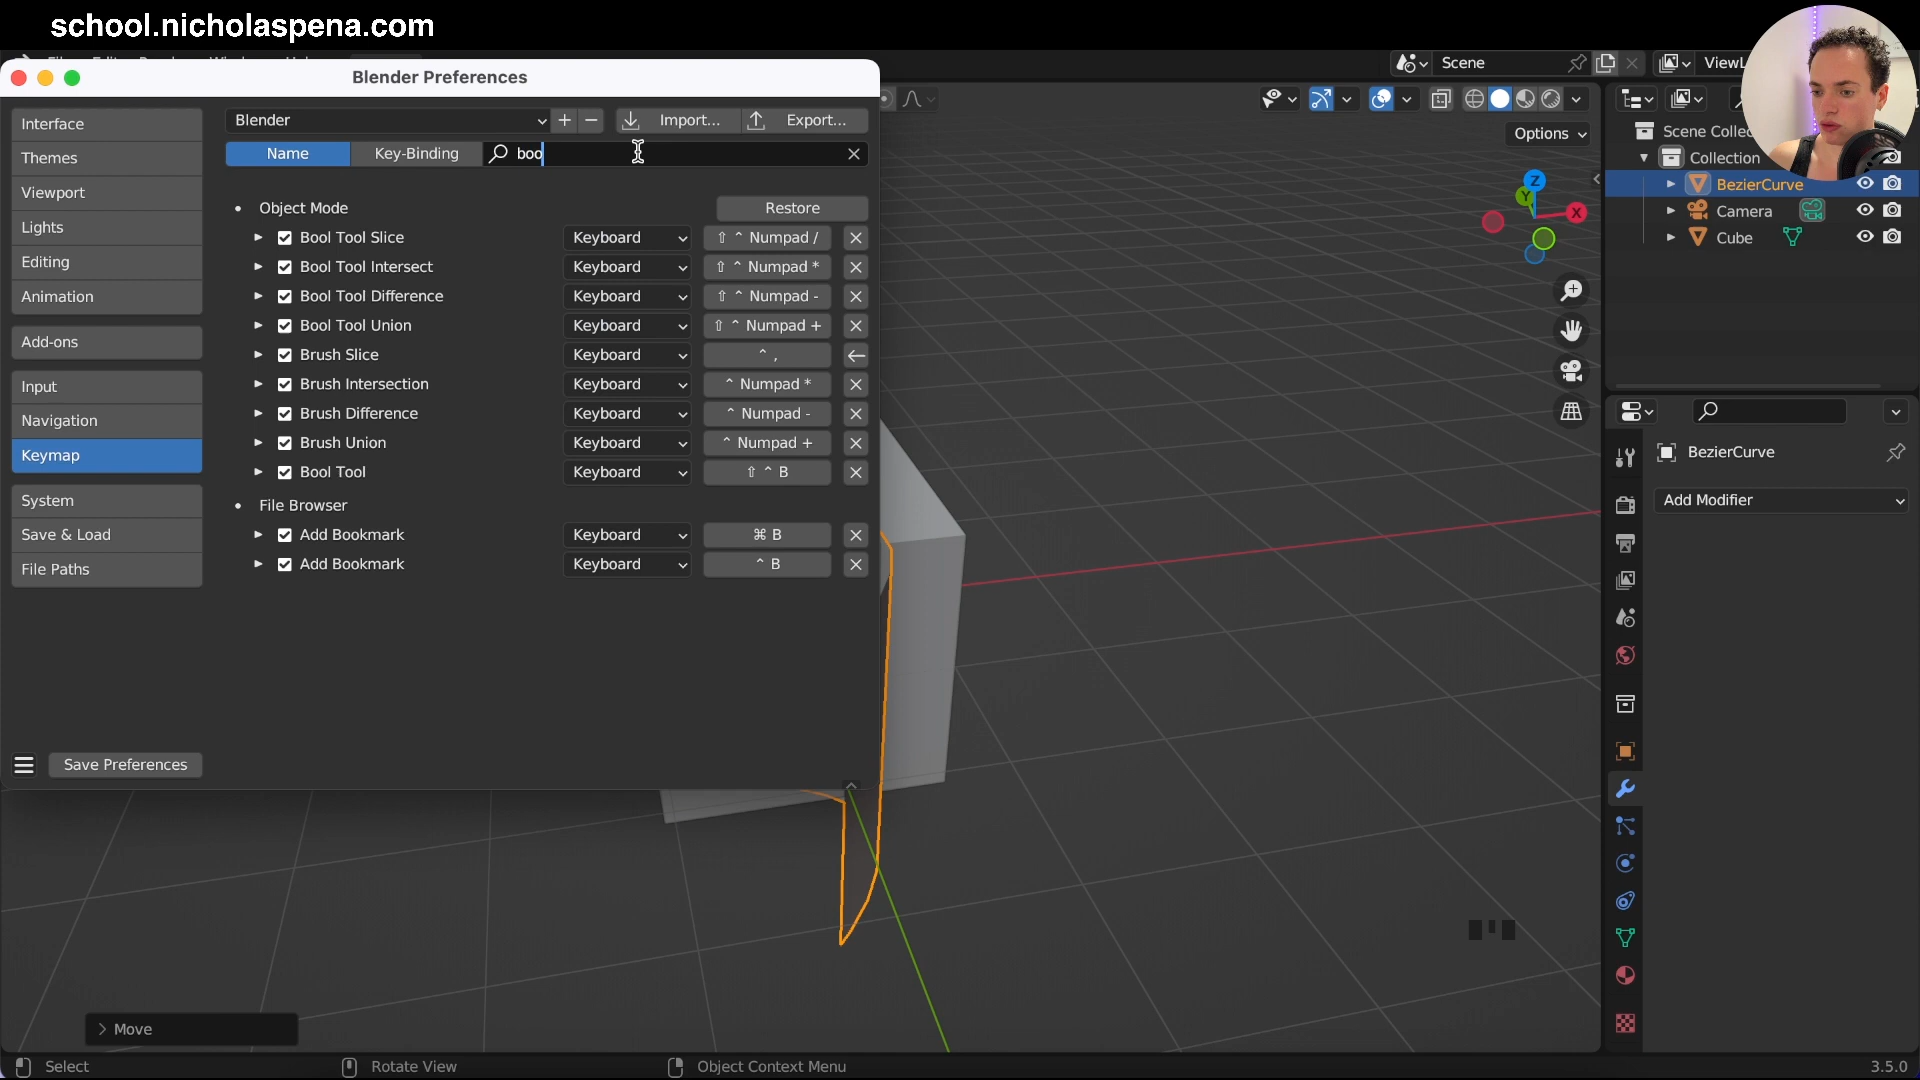 school.nicholaspena.com
Blender Preferences
Scene
ViewL
Interface
Themes
Viewport
Lights
Editing
Animation
Add-ons
Input
Navigation
Keymap
System
Save & Load
File Paths
Save Preferences
Blender
Import...
Export...
Name
Key-Binding
boo
Object Mode
Restore
Bool Tool Slice Keyboard ⇧ ⌃ Numpad /
Bool Tool Intersect Keyboard ⇧ ⌃ Numpad *
Bool Tool Difference Keyboard ⇧ ⌃ Numpad -
Bool Tool Union Keyboard ⇧ ⌃ Numpad +
Brush Slice Keyboard ⌃ ,
Brush Intersection Keyboard ⌃ Numpad *
Brush Difference Keyboard ⌃ Numpad -
Brush Union Keyboard ⌃ Numpad +
Bool Tool Keyboard ⇧ ⌃ B
File Browser
Add Bookmark Keyboard ⌘ B
Add Bookmark Keyboard ⌃ B
Options
Z
Y
X
Scene Collec
Collection
BezierCurve
Camera
Cube
BezierCurve
Add Modifier
Move
Select
Rotate View
Object Context Menu
3.5.0